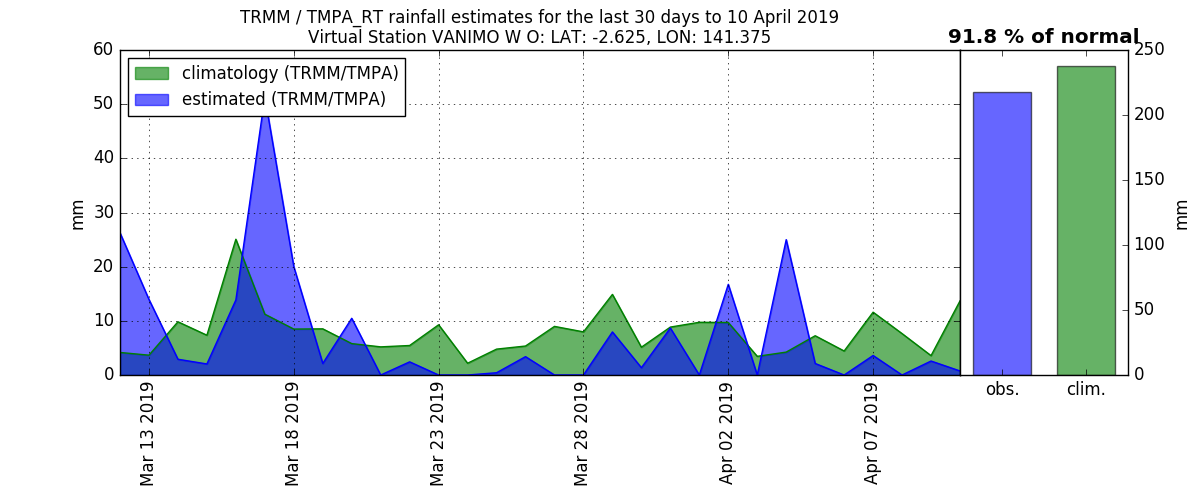 TRMM / TMPA_RT rainfall estimates for the last 30 days to 10 April 2019
Virtual Station VANIMO W O: LAT: -2.625, LON: 141.375
91.8 % of normal
climatology (TRMM/TMPA)
estimated (TRMM/TMPA)
60
50
40
30
20
10
0
mm
Mar 13 2019
Mar 18 2019
Mar 23 2019
Mar 28 2019
Apr 02 2019
Apr 07 2019
250
200
150
100
50
0
mm
obs.
clim.